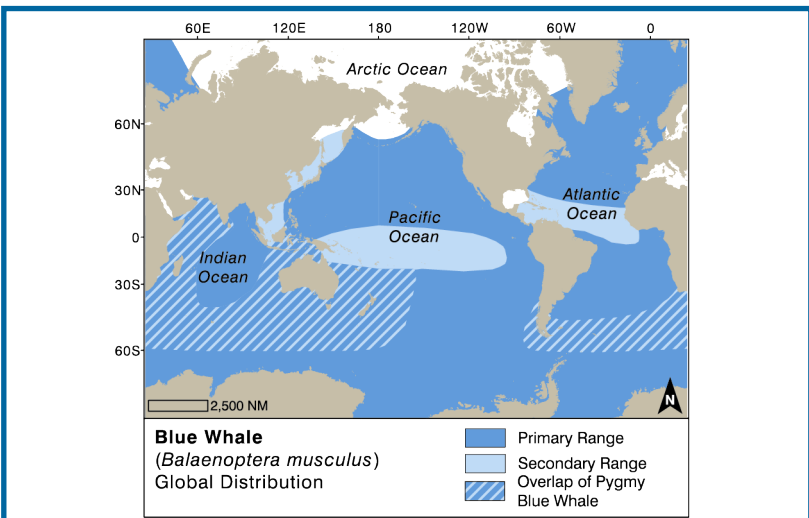 60E 120E 180 120W 60W 0
Arctic Ocean
60N
30N
Atlantic
Ocean
Pacific
Ocean
0
Indian
Ocean
30S
60S
2,500 NM
N
Blue Whale
(Balaenoptera musculus)
Global Distribution
Primary Range
Secondary Range
Overlap of Pygmy
Blue Whale